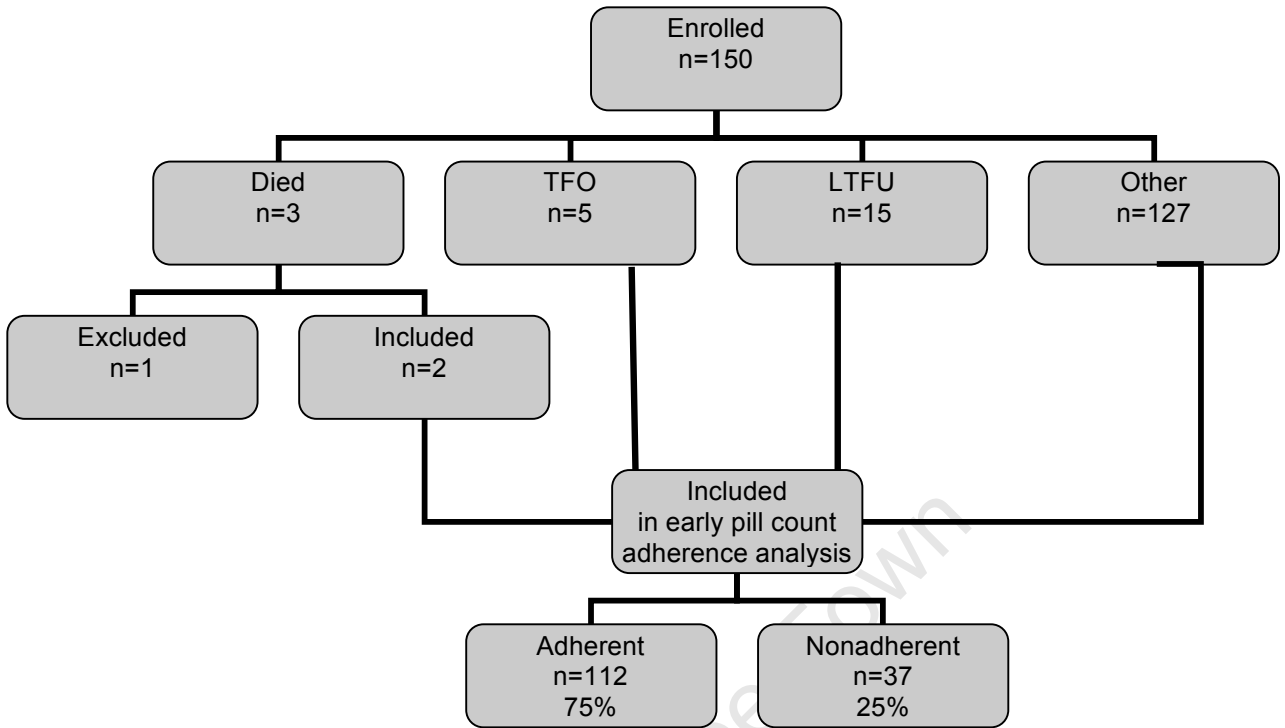 Enrolled
n=150
Died
n=3
TFO
n=5
LTFU
n=15
Other
n=127
Excluded
n=1
Included
n=2
Included
in early pill count
adherence analysis
Adherent
n=112
75%
Nonadherent
n=37
25%
Town